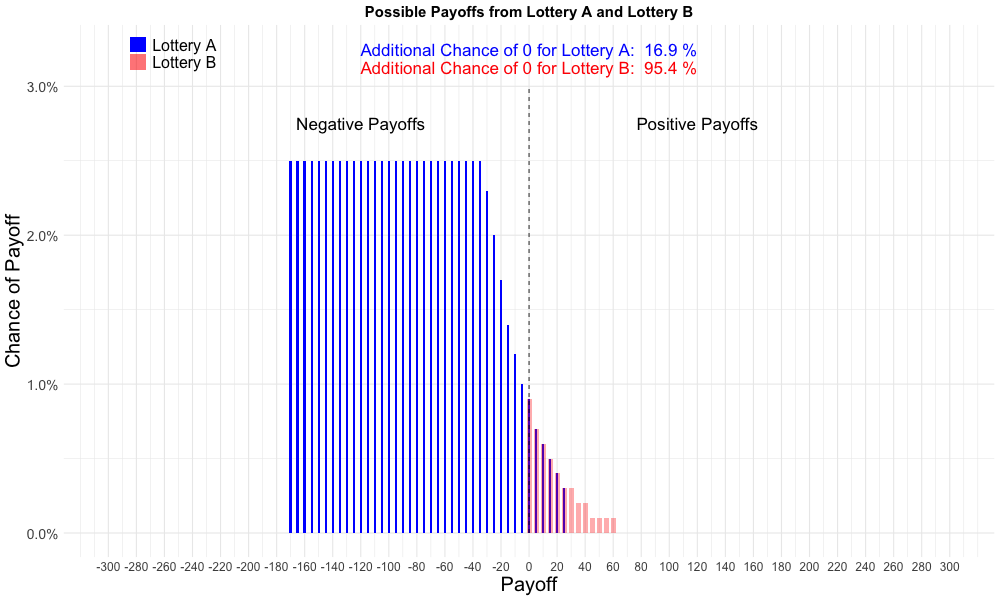 Possible Payoffs from Lottery A and Lottery B
Lottery A
Lottery B
Additional Chance of 0 for Lottery A: 16.9 %
Additional Chance of 0 for Lottery B: 95.4 %
Negative Payoffs
Positive Payoffs
Chance of Payoff
3.0%
2.0%
1.0%
0.0%
-300 -280 -260 -240 -220 -200 -180 -160 -140 -120 -100 -80 -60 -40 -20 0 20 40 60 80 100 120 140 160 180 200 220 240 260 280 300
Payoff